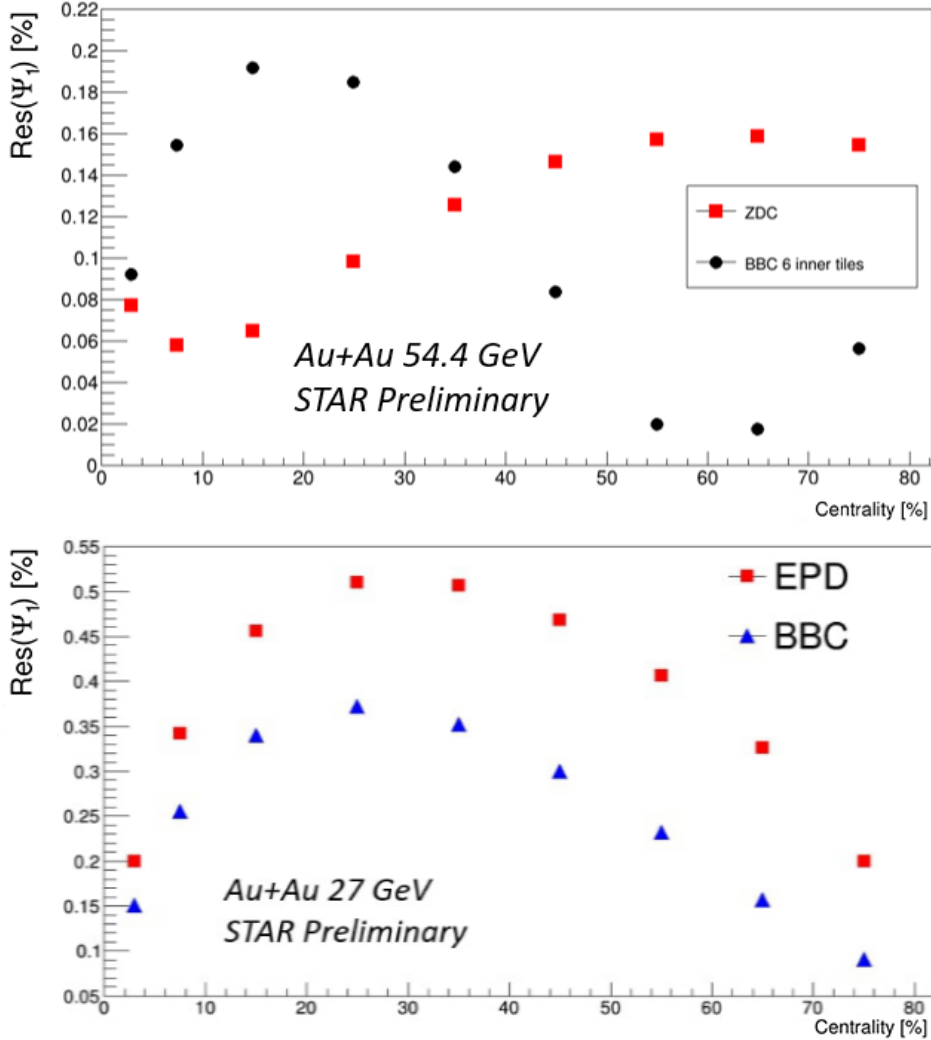 Res(Ψ₁) [%]
0.22
0.2
0.18
0.16
0.14
0.12
0.1
0.08
0.06
0.04
0.02
0
ZDC
BBC 6 inner tiles
Au+Au 54.4 GeV
STAR Preliminary
10 20 30 40 50 60 70 80
Centrality [%]
Res(Ψ₁) [%]
0.55
0.5
0.45
0.4
0.35
0.3
0.25
0.2
0.15
0.1
0.05
EPD
BBC
Au+Au 27 GeV
STAR Preliminary
0 10 20 30 40 50 60 70 80
Centrality [%]